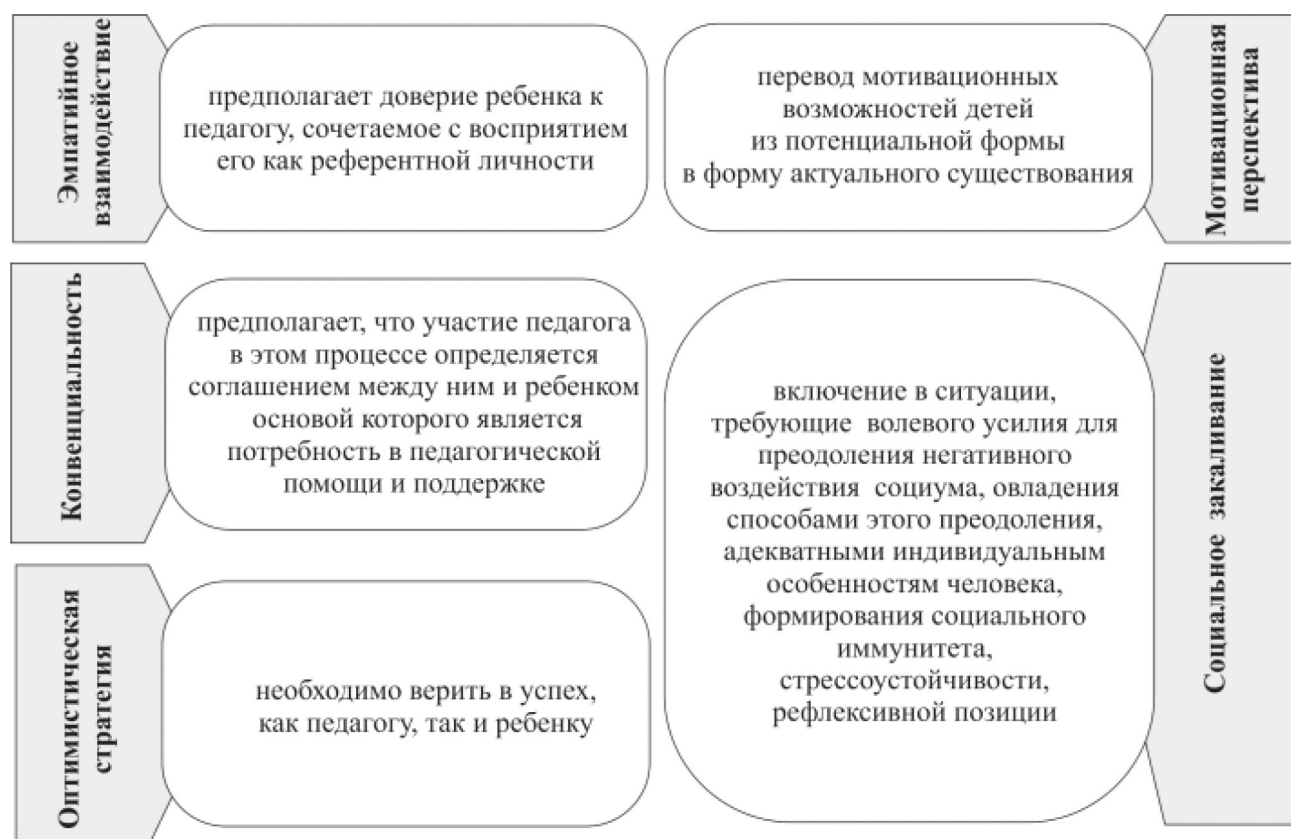 Эмпатийное
взаимодействие
предполагает доверие ребенка к
педагогу, сочетаемое с восприятием
его как референтной личности
перевод мотивационных
возможностей детей
из потенциальной формы
в форму актуального существования
Мотивационная
перспектива
Конвенциальность
предполагает, что участие педагога
в этом процессе определяется
соглашением между ним и ребенком
основой которого является
потребность в педагогической
помощи и поддержке
включение в ситуации,
требующие волевого усилия для
преодоления негативного
воздействия социума, овладения
способами этого преодоления,
адекватными индивидуальным
особенностям человека,
формирования социального
иммунитета,
стрессоустойчивости,
рефлексивной позиции
Социальное закаливание
Оптимистическая
стратегия
необходимо верить в успех,
как педагогу, так и ребенку